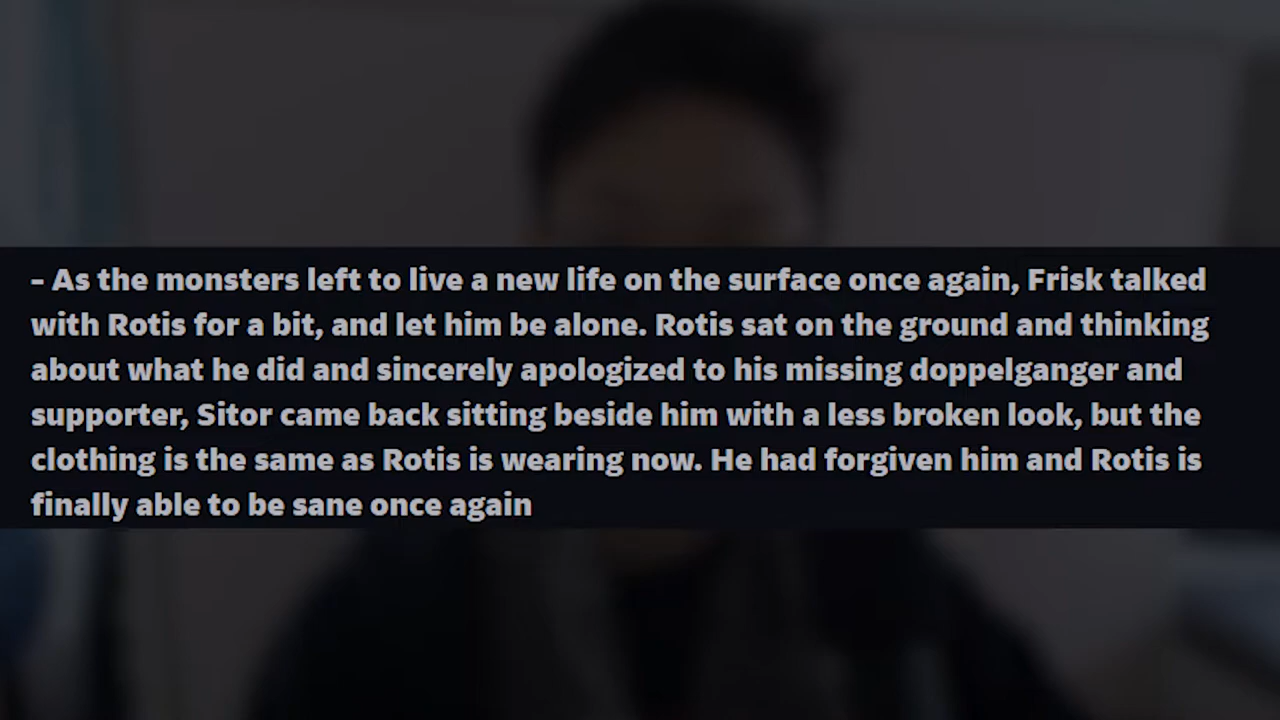 – As the monsters left to live a new life on the surface once again, Frisk talked
with Rotis for a bit, and let him be alone. Rotis sat on the ground and thinking
about what he did and sincerely apologized to his missing doppelganger and
supporter, Sitor came back sitting beside him with a less broken look, but the
clothing is the same as Rotis is wearing now. He had forgiven him and Rotis is
finally able to be sane once again